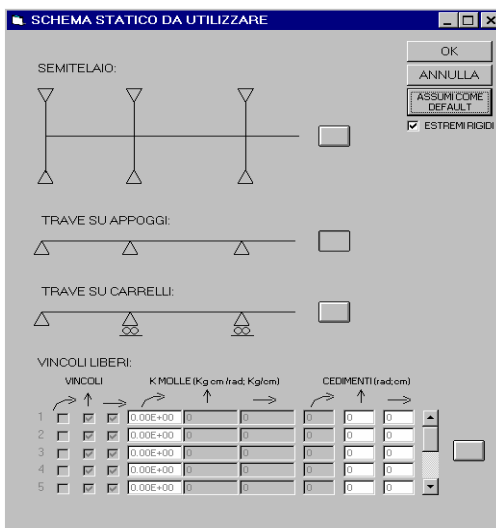 SCHEMA STATICO DA UTILIZZARE
OK
SEMITELAIO:
ANNULLA
ASSUMI COME
DEFAULT
ESTREMI RIGIDI
TRAVE SU APPOGGI:
TRAVE SU CARRELLI:
VINCOLI LIBERI:
VINCOLI K MOLLE (Kg cm /rad; Kg/cm) CEDIMENTI (rad;cm)
1 0.00E+00 0 0 0 0 0
2 0.00E+00 0 0 0 0 0
3 0.00E+00 0 0 0 0 0
4 0.00E+00 0 0 0 0 0
5 0.00E+00 0 0 0 0 0